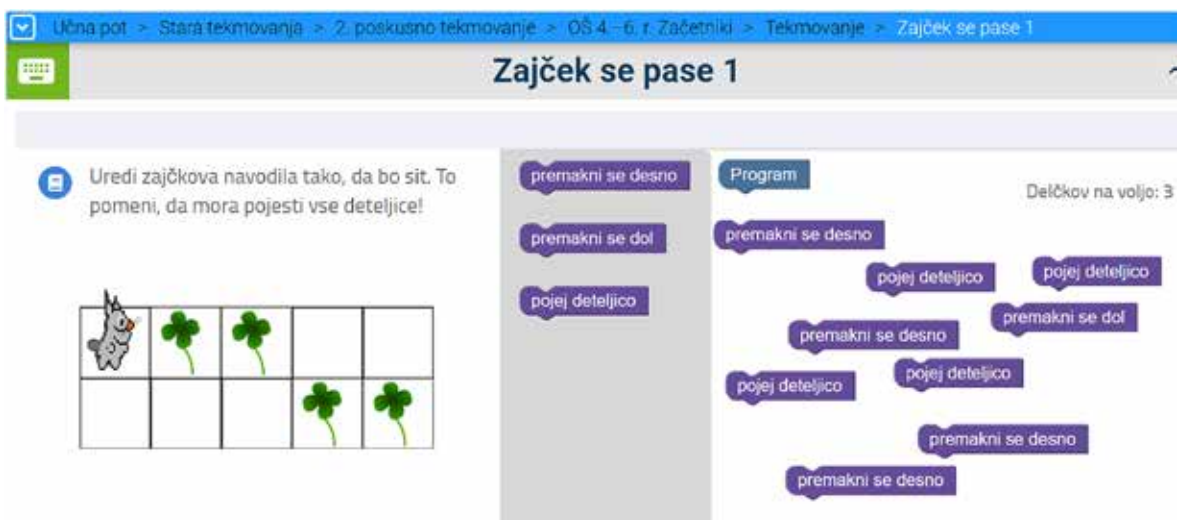 Učna pot > Stara tekmovanja > 2. poskusno tekmovanje > OŠ 4.–6. r. Začetniki > Tekmovanje > Zajček se pase 1
Zajček se pase 1
Uredi zajčkova navodila tako, da bo sit. To
pomeni, da mora pojesti vse deteljice!
premakni se desno
premakni se dol
pojej deteljico
Program
Delčkov na voljo: 3
premakni se desno
pojej deteljico
pojej deteljico
premakni se dol
premakni se desno
pojej deteljico
pojej deteljico
premakni se desno
premakni se desno